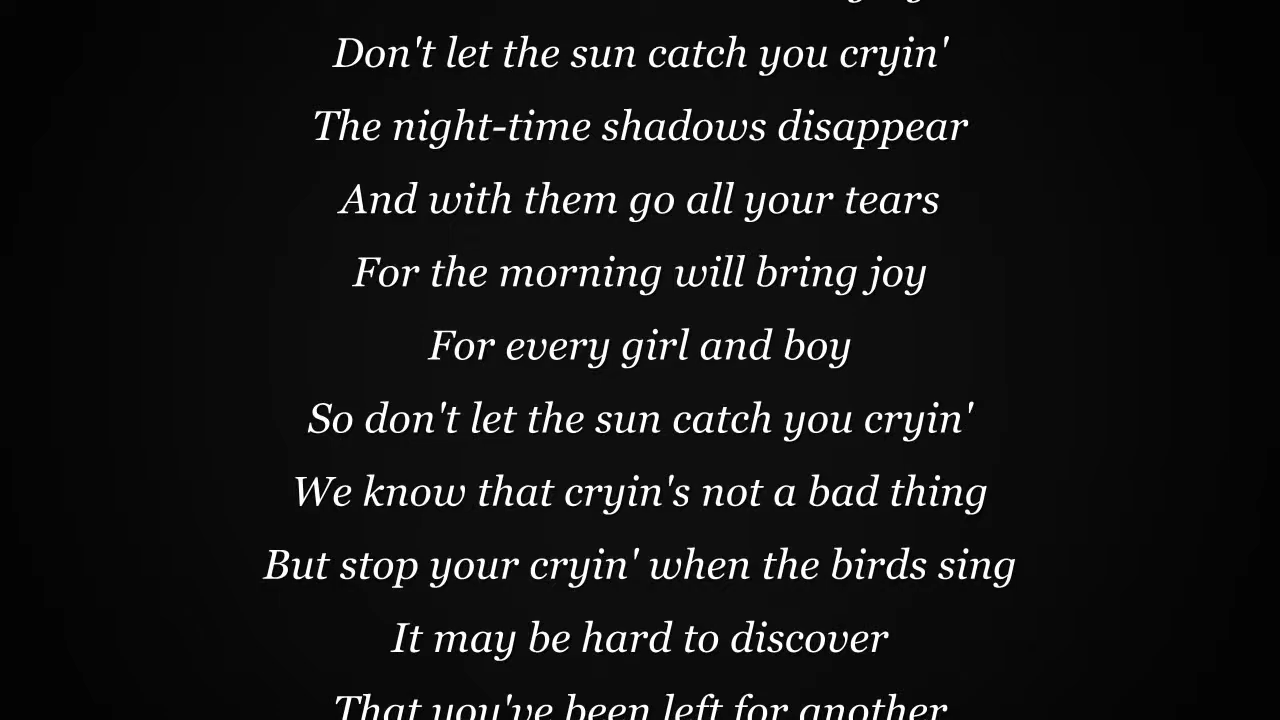 Don't let the sun catch you cryin'
The night-time shadows disappear
And with them go all your tears
For the morning will bring joy
For every girl and boy
So don't let the sun catch you cryin'
We know that cryin's not a bad thing
But stop your cryin' when the birds sing
It may be hard to discover
That you've been left for another